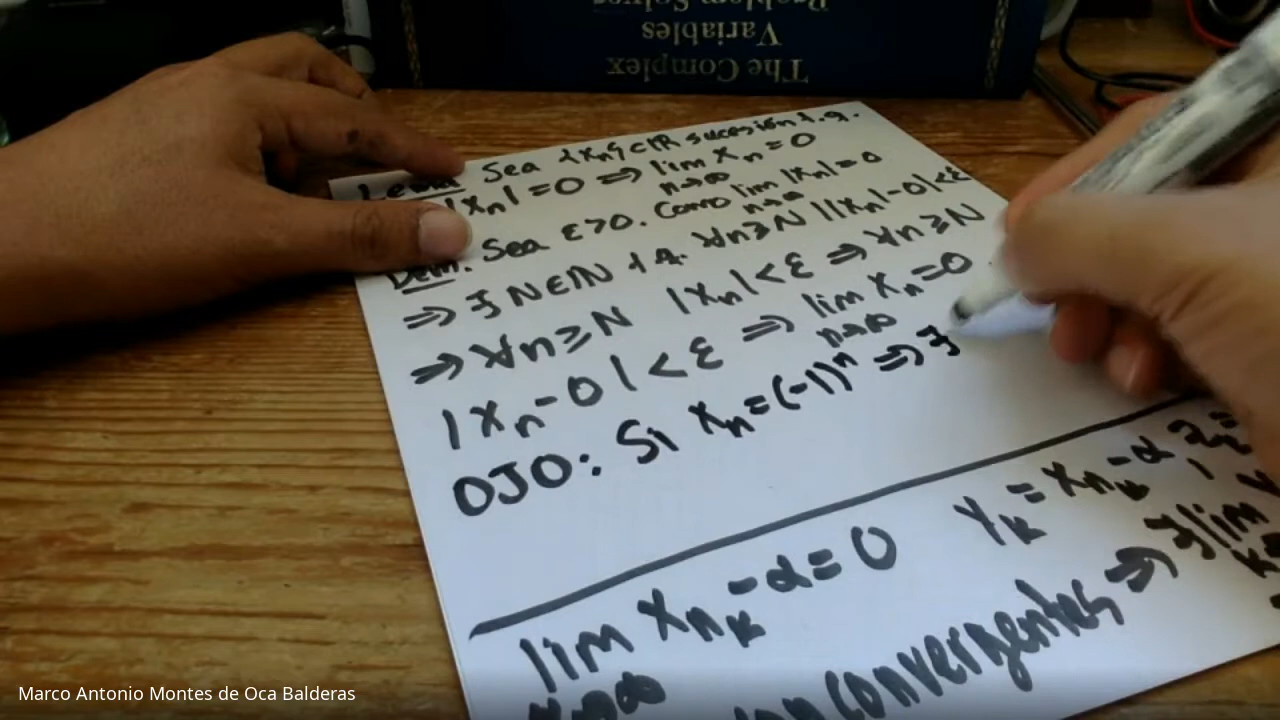 The Complex
Variables
Problem Solver
Lema Sea {xₙ}⊂ℝ sucesión t.q.
|xₙ|=0 ⇒ lim xₙ=0
n→∞
Dem. Sea ε>0. Como lim |xₙ|=0
n→∞
⇒ ∃N∈ℕ t.q. ∀n≥N ||xₙ|-0|<ε
⇒ ∀n≥N |xₙ|<ε ⇒ ∀n≥N
|xₙ-0|<ε ⇒ lim xₙ=0
n→∞
OJO: Si xₙ=(-1)ⁿ ⇒ ∃
lim xₙₖ-α=0 yₖ=xₙₖ-α
convergentes ⇒ ∃lim
Marco Antonio Montes de Oca Balderas